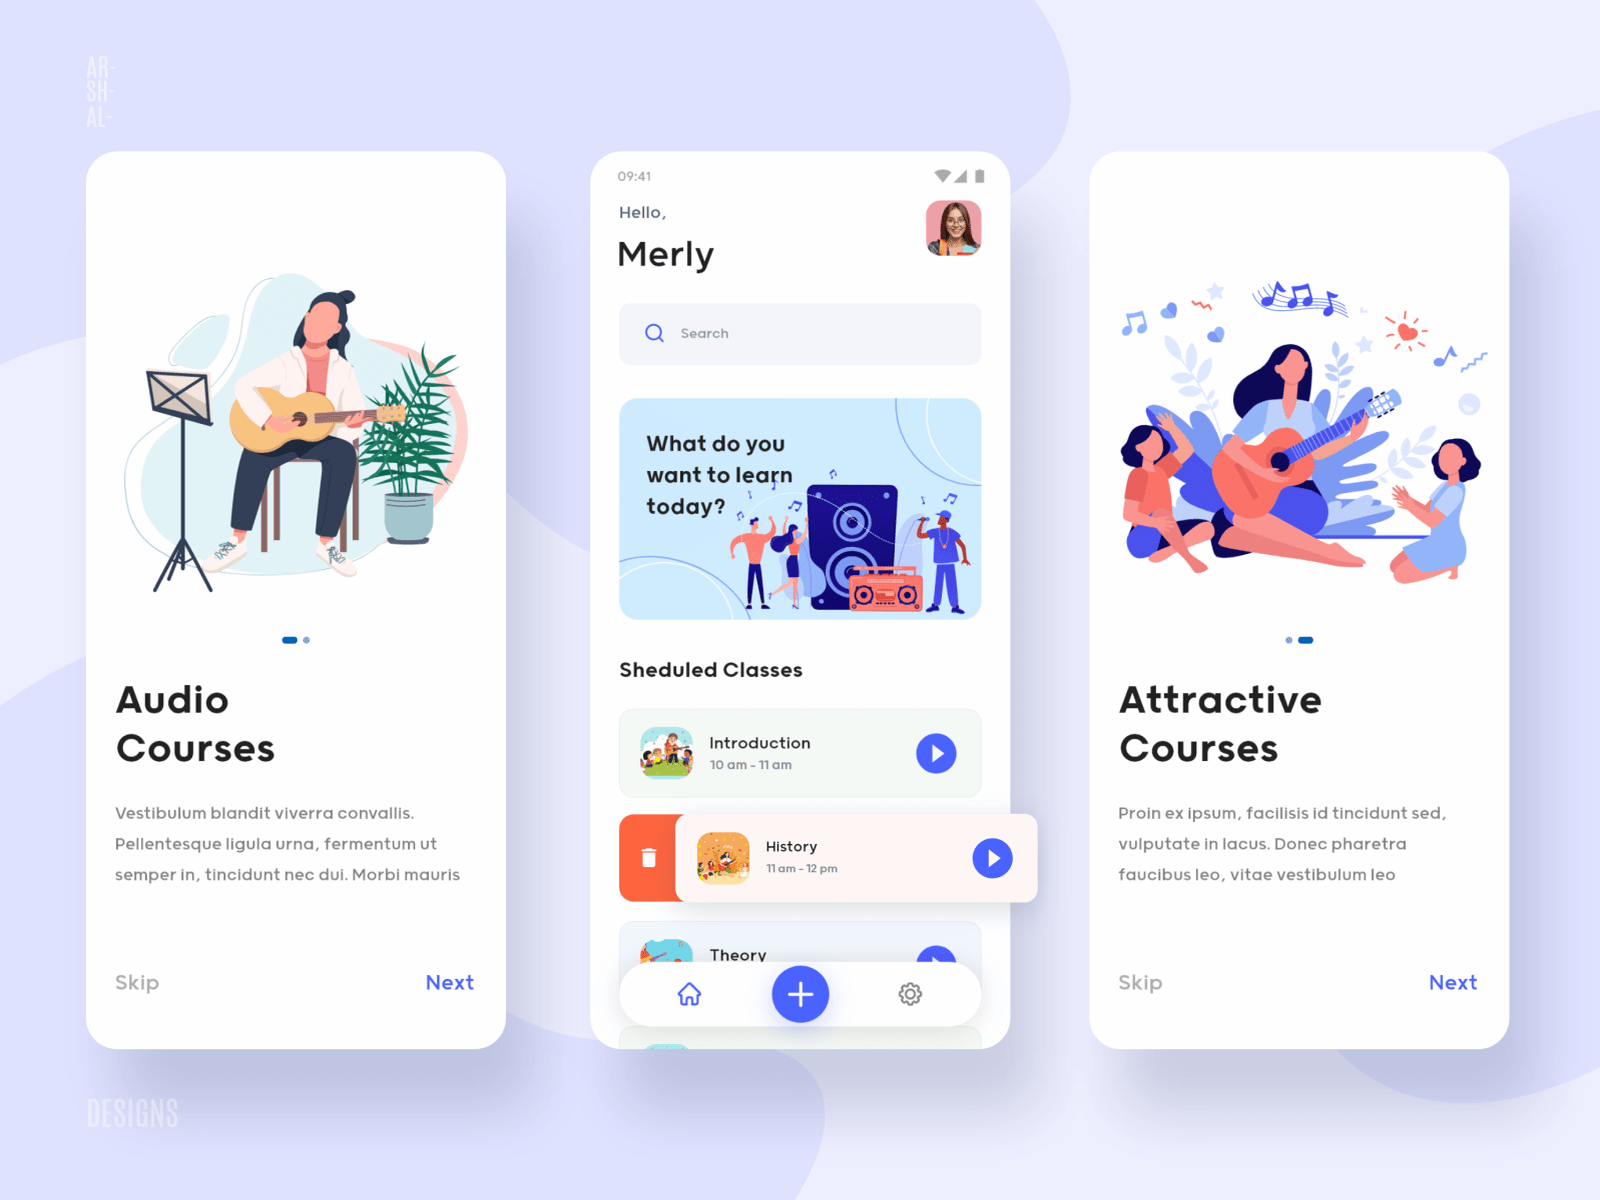 AR-
SH-
AL-
Audio
Courses
Vestibulum blandit viverra convallis.
Pellentesque ligula urna, fermentum ut
semper in, tincidunt nec dui. Morbi mauris
Skip
Next
09:41
Hello,
Merly
Search
What do you
want to learn
today?
Sheduled Classes
Introduction
10 am - 11 am
History
11 am - 12 pm
Theory
Attractive
Courses
Proin ex ipsum, facilisis id tincidunt sed,
vulputate in lacus. Donec pharetra
faucibus leo, vitae vestibulum leo
Skip
Next
DESIGNS